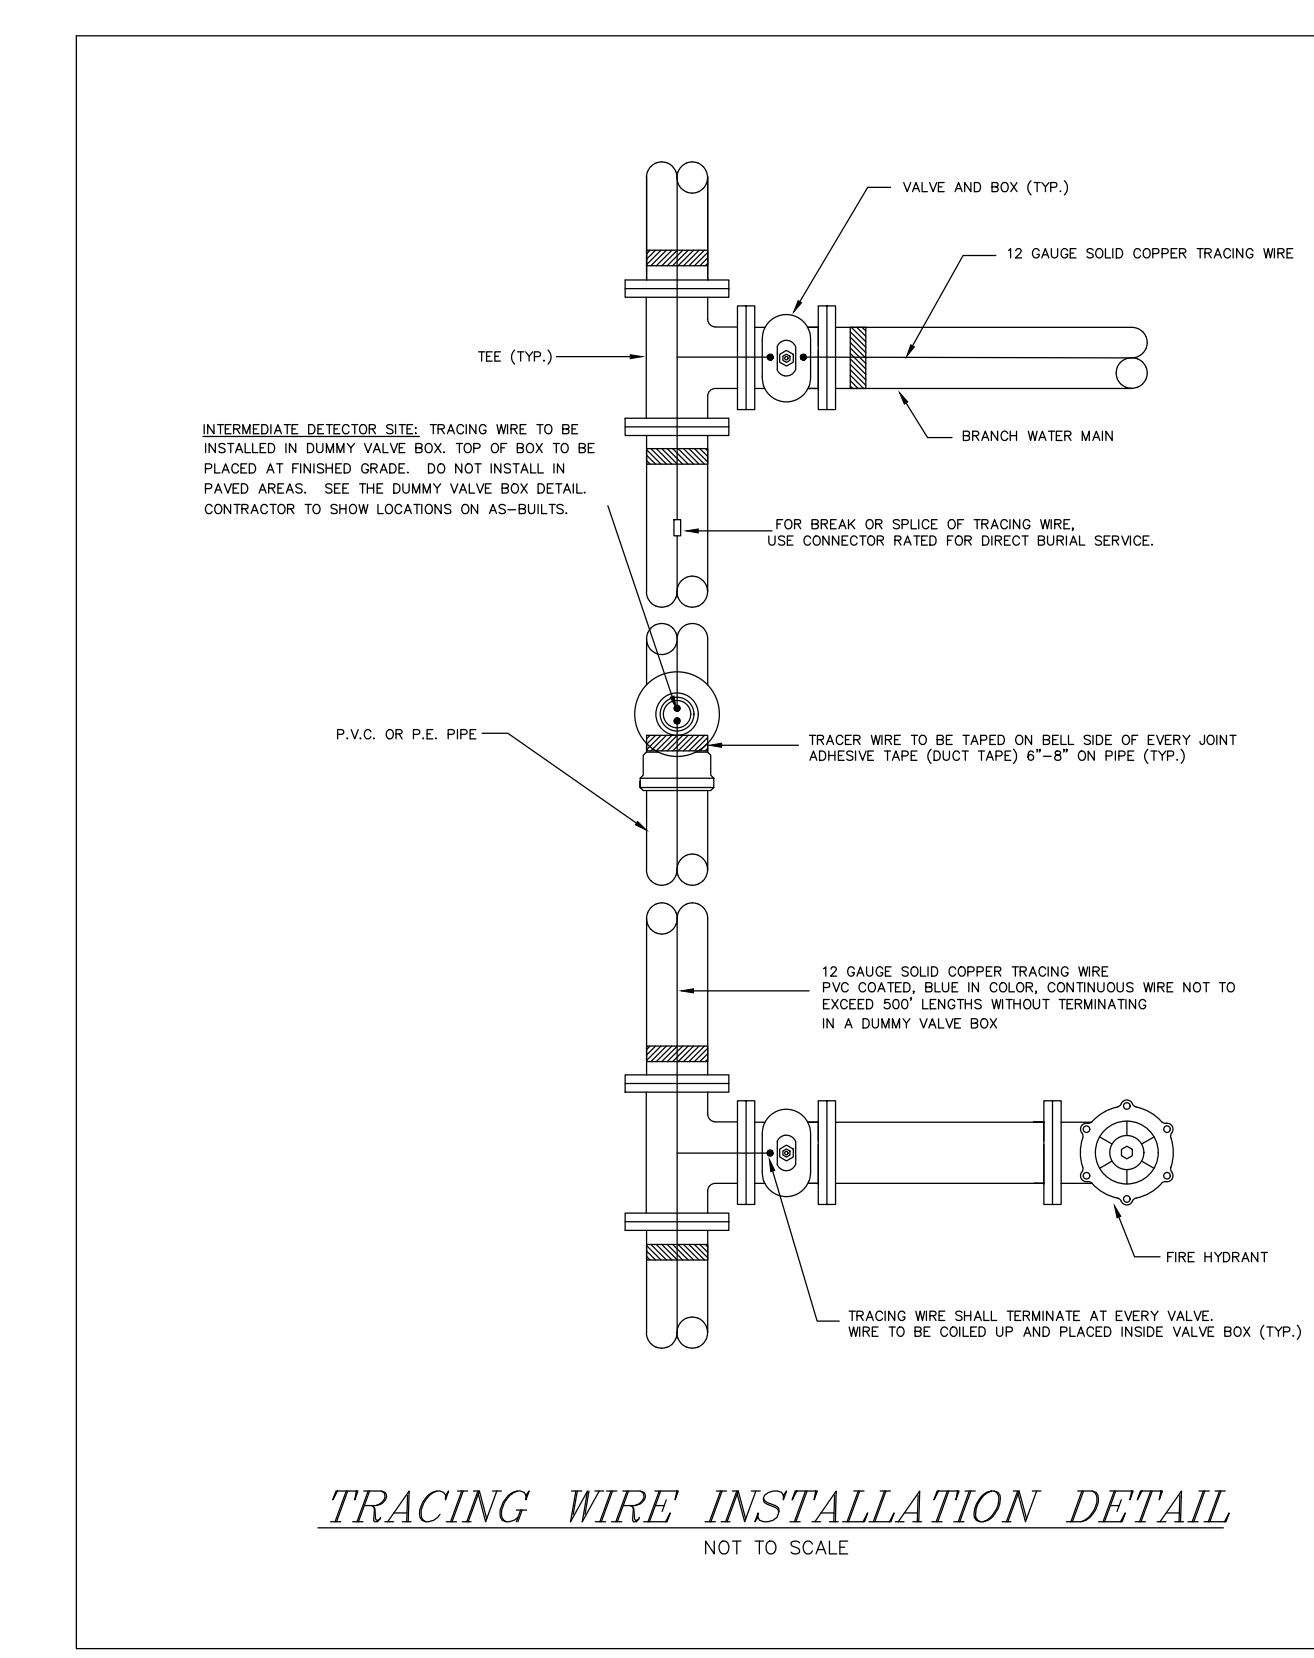 VALVE AND BOX (TYP.)
12 GAUGE SOLID COPPER TRACING WIRE
TEE (TYP.)
BRANCH WATER MAIN
INTERMEDIATE DETECTOR SITE: TRACING WIRE TO BE
INSTALLED IN DUMMY VALVE BOX. TOP OF BOX TO BE
PLACED AT FINISHED GRADE. DO NOT INSTALL IN
PAVED AREAS. SEE THE DUMMY VALVE BOX DETAIL.
CONTRACTOR TO SHOW LOCATIONS ON AS-BUILTS.
FOR BREAK OR SPLICE OF TRACING WIRE,
USE CONNECTOR RATED FOR DIRECT BURIAL SERVICE.
P.V.C. OR P.E. PIPE
TRACER WIRE TO BE TAPED ON BELL SIDE OF EVERY JOINT
ADHESIVE TAPE (DUCT TAPE) 6"-8" ON PIPE (TYP.)
12 GAUGE SOLID COPPER TRACING WIRE
PVC COATED, BLUE IN COLOR, CONTINUOUS WIRE NOT TO
EXCEED 500' LENGTHS WITHOUT TERMINATING
IN A DUMMY VALVE BOX
FIRE HYDRANT
TRACING WIRE SHALL TERMINATE AT EVERY VALVE.
WIRE TO BE COILED UP AND PLACED INSIDE VALVE BOX (TYP.)
TRACING WIRE INSTALLATION DETAIL
NOT TO SCALE